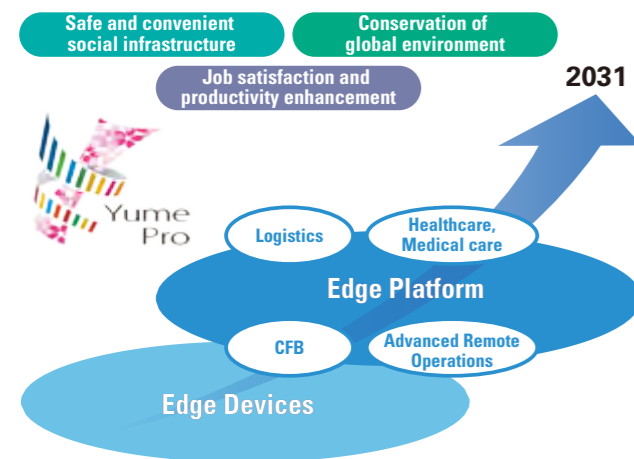 Safe and convenient
social infrastructure
Conservation of
global environment
Job satisfaction and
productivity enhancement
2031
Yume
Pro
Logistics
Healthcare,
Medical care
Edge Platform
CFB
Advanced Remote
Operations
Edge Devices